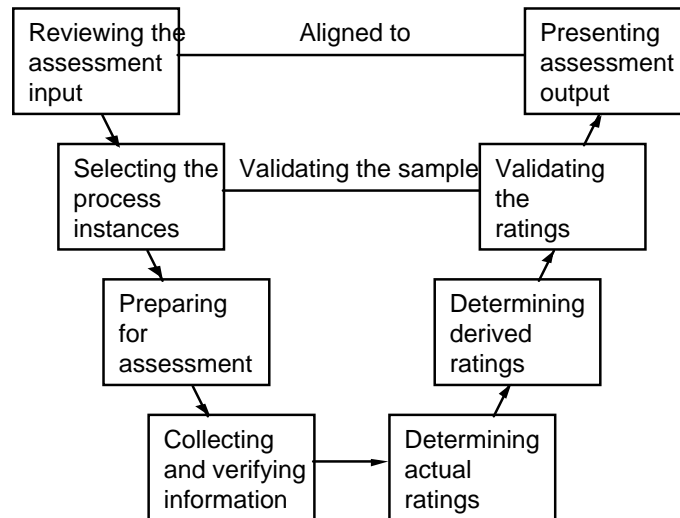 Reviewing the
assessment
input
Aligned to
Presenting
assessment
output
Selecting the
process
instances
Validating the sample
Validating
the
ratings
Preparing
for
assessment
Determining
derived
ratings
Collecting
and verifying
information
Determining
actual
ratings